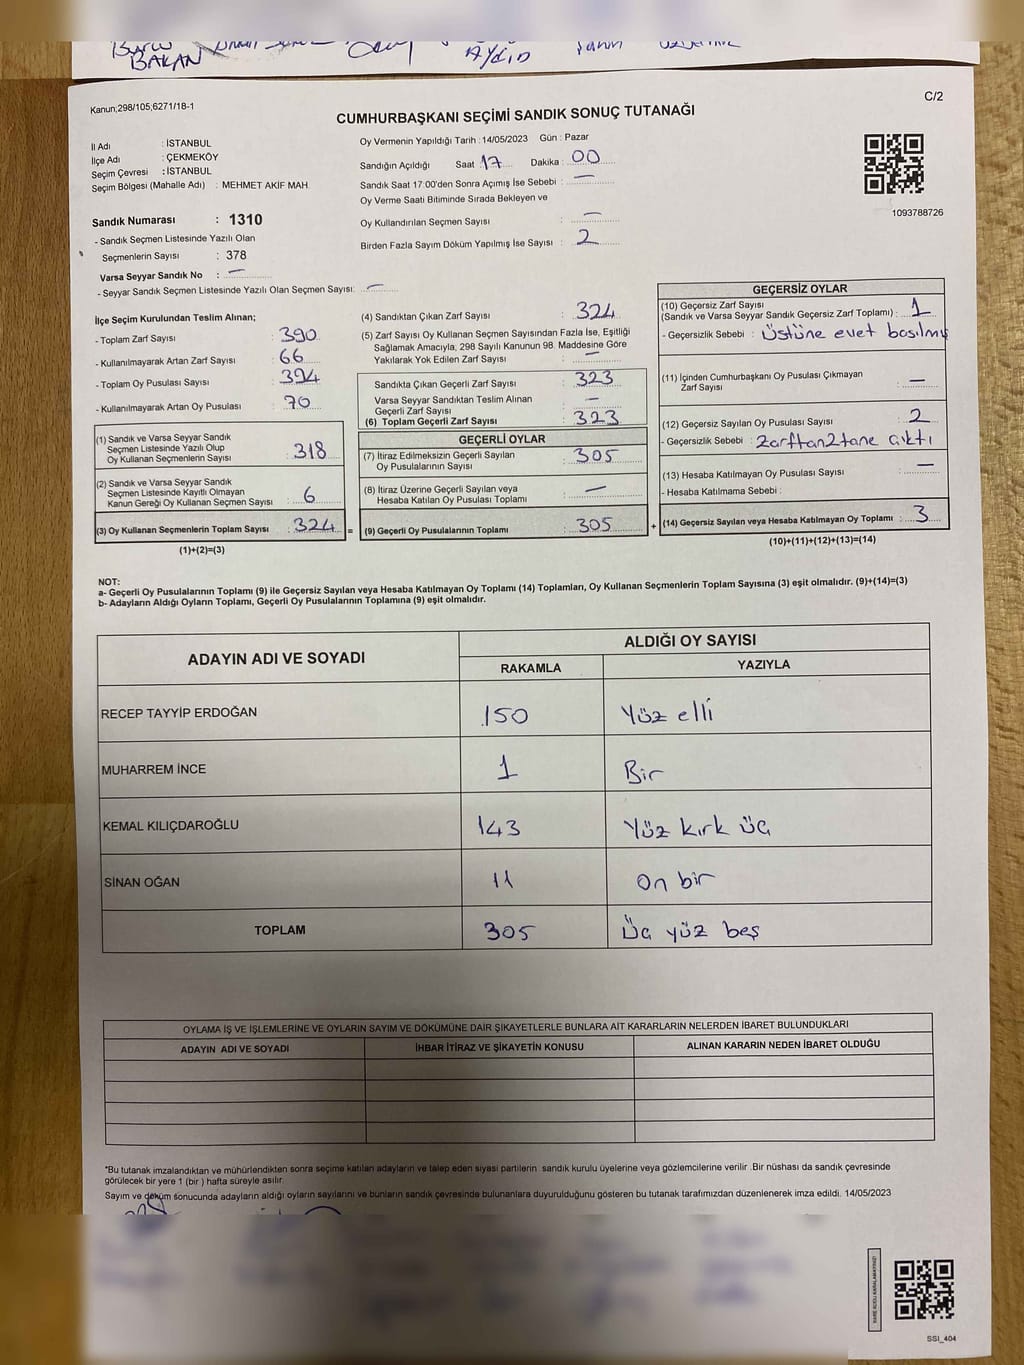 BAKAN
AYDIN
Kanun;298/105;6271/18-1
C/2
CUMHURBAŞKANI SEÇİMİ SANDIK SONUÇ TUTANAĞI
İl Adı : İSTANBUL
İlçe Adı : ÇEKMEKÖY
Seçim Çevresi : İSTANBUL
Seçim Bölgesi (Mahalle Adı) : MEHMET AKİF MAH.
Oy Vermenin Yapıldığı Tarih : 14/05/2023 Gün : Pazar
Sandığın Açıldığı Saat 17 Dakika : 00
Sandık Saat 17:00'den Sonra Açımış İse Sebebi : —
Oy Verme Saati Bitiminde Sırada Bekleyen ve
Oy Kullandırılan Seçmen Sayısı : —
Birden Fazla Sayım Döküm Yapılmış İse Sayısı : 2
1093788726
Sandık Numarası : 1310
- Sandık Seçmen Listesinde Yazılı Olan
Seçmenlerin Sayısı : 378
Varsa Seyyar Sandık No : —
- Seyyar Sandık Seçmen Listesinde Yazılı Olan Seçmen Sayısı: —
İlçe Seçim Kurulundan Teslim Alınan;
- Toplam Zarf Sayısı : 390
- Kullanılmayarak Artan Zarf Sayısı : 66
- Toplam Oy Pusulası Sayısı : 394
- Kullanılmayarak Artan Oy Pusulası : 70
(1) Sandık ve Varsa Seyyar Sandık
Seçmen Listesinde Yazılı Olup
Oy Kullanan Seçmenlerin Sayısı : 318
(2) Sandık ve Varsa Seyyar Sandık
Seçmen Listesinde Kayıtlı Olmayan
Kanun Gereği Oy Kullanan Seçmen Sayısı : 6
(3) Oy Kullanan Seçmenlerin Toplam Sayısı : 324 =
(1)+(2)=(3)
(4) Sandıktan Çıkan Zarf Sayısı : 324
(5) Zarf Sayısı Oy Kullanan Seçmen Sayısından Fazla İse, Eşitliği
Sağlamak Amacıyla, 298 Sayılı Kanunun 98. Maddesine Göre
Yakılarak Yok Edilen Zarf Sayısı : —
Sandıkta Çıkan Geçerli Zarf Sayısı : 323
Varsa Seyyar Sandıktan Teslim Alınan
Geçerli Zarf Sayısı : —
(6) Toplam Geçerli Zarf Sayısı : 323
GEÇERLİ OYLAR
(7) İtiraz Edilmeksizin Geçerli Sayılan
Oy Pusulalarının Sayısı : 305
(8) İtiraz Üzerine Geçerli Sayılan veya
Hesaba Katılan Oy Pusulası Toplamı : —
(9) Geçerli Oy Pusulalarının Toplamı : 305 +
GEÇERSİZ OYLAR
(10) Geçersiz Zarf Sayısı
(Sandık ve Varsa Seyyar Sandık Geçersiz Zarf Toplamı) : 1
- Geçersizlik Sebebi : Üstüne evet basılmış
(11) İçinden Cumhurbaşkanı Oy Pusulası Çıkmayan
Zarf Sayısı : —
(12) Geçersiz Sayılan Oy Pusulası Sayısı : 2
- Geçersizlik Sebebi : Zarftan 2 tane çıktı
(13) Hesaba Katılmayan Oy Pusulası Sayısı : —
- Hesaba Katılmama Sebebi :
(14) Geçersiz Sayılan veya Hesaba Katılmayan Oy Toplamı : 3
(10)+(11)+(12)+(13)=(14)
NOT:
a- Geçerli Oy Pusulalarının Toplamı (9) ile Geçersiz Sayılan veya Hesaba Katılmayan Oy Toplamı (14) Toplamları, Oy Kullanan Seçmenlerin Toplam Sayısına (3) eşit olmalıdır. (9)+(14)=(3)
b- Adayların Aldığı Oyların Toplamı, Geçerli Oy Pusulalarının Toplamına (9) eşit olmalıdır.
ADAYIN ADI VE SOYADI
ALDIĞI OY SAYISI
RAKAMLA YAZIYLA
RECEP TAYYİP ERDOĞAN 150 Yüz elli
MUHARREM İNCE 1 Bir
KEMAL KILIÇDAROĞLU 143 Yüz kırk üç
SİNAN OĞAN 11 On bir
TOPLAM 305 Üç yüz beş
OYLAMA İŞ VE İŞLEMLERİNE VE OYLARIN SAYIM VE DÖKÜMÜNE DAİR ŞİKAYETLERLE BUNLARA AİT KARARLARIN NELERDEN İBARET BULUNDUKLARI
ADAYIN ADI VE SOYADI İHBAR İTİRAZ VE ŞİKAYETİN KONUSU ALINAN KARARIN NEDEN İBARET OLDUĞU
*Bu tutanak imzalandıktan ve mühürlendikten sonra seçime katılan adayların ve talep eden siyasi partilerin sandık kurulu üyelerine veya gözlemcilerine verilir .Bir nüshası da sandık çevresinde
görülecek bir yere 1 (bir ) hafta süreyle asılır.
Sayım ve döküm sonucunda adayların aldığı oyların sayılarını ve bunların sandık çevresinde bulunanlara duyurulduğunu gösteren bu tutanak tarafımızdan düzenlenerek imza edildi. 14/05/2023
SSI_404